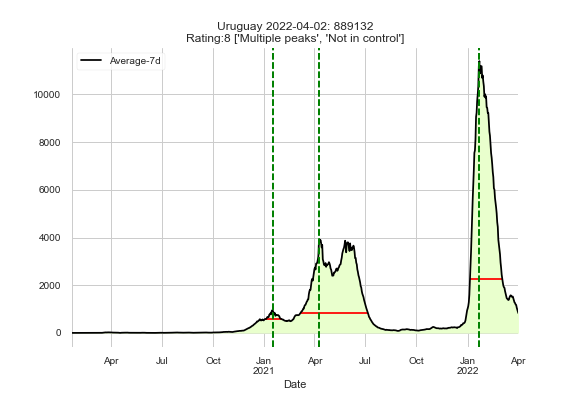 Uruguay 2022-04-02: 889132
Rating:8 ['Multiple peaks', 'Not in control']
Average-7d
10000
8000
6000
4000
2000
0
Apr Jul Oct Jan Apr Jul Oct Jan Apr
2021 2022
Date